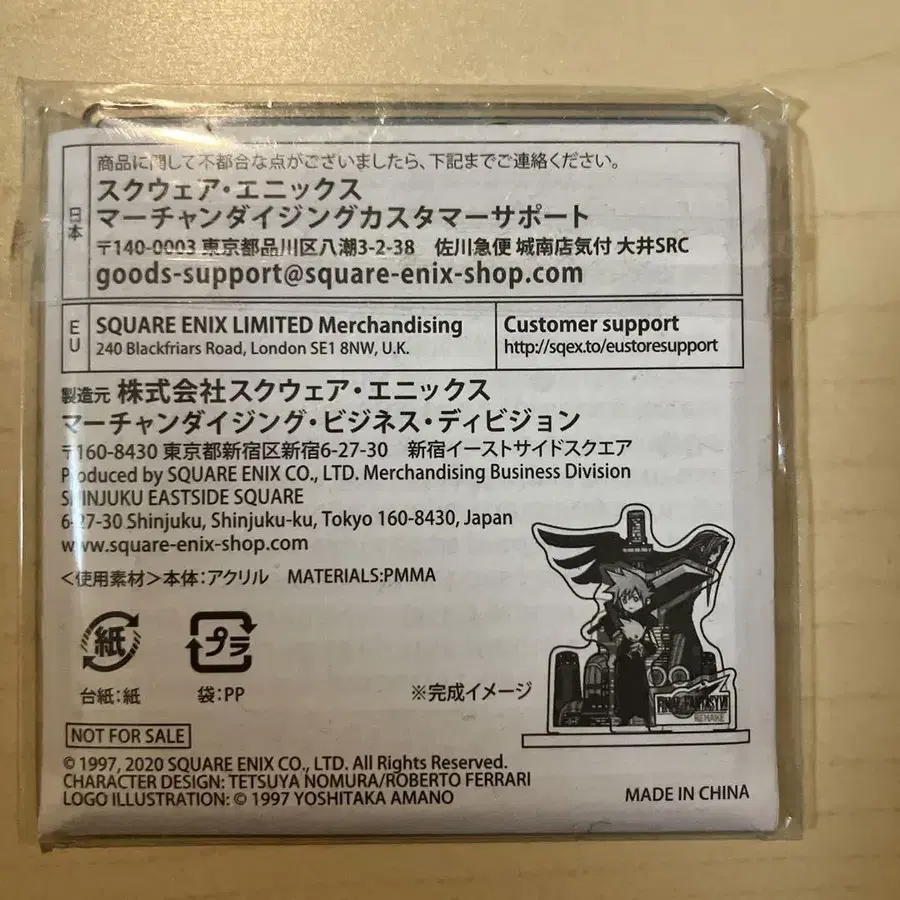 商品に関して不都合な点がございましたら、下記までご連絡ください。
日本
スクウェア・エニックス
マーチャンダイジングカスタマーサポート
〒140-0003 東京都品川区八潮3-2-38 佐川急便 城南店気付 大井SRC
goods-support@square-enix-shop.com
EU
SQUARE ENIX LIMITED Merchandising
240 Blackfriars Road, London SE1 8NW, U.K.
Customer support
http://sqex.to/eustoresupport
製造元 株式会社スクウェア・エニックス
マーチャンダイジング・ビジネス・ディビジョン
〒160-8430 東京都新宿区新宿6-27-30 新宿イーストサイドスクエア
Produced by SQUARE ENIX CO., LTD. Merchandising Business Division
SHINJUKU EASTSIDE SQUARE
6-27-30 Shinjuku, Shinjuku-ku, Tokyo 160-8430, Japan
www.square-enix-shop.com
＜使用素材＞本体：アクリル MATERIALS:PMMA
紙
プラ
台紙：紙
袋：PP
※完成イメージ
FINAL FANTASY VII
REMAKE
NOT FOR SALE
© 1997, 2020 SQUARE ENIX CO., LTD. All Rights Reserved.
CHARACTER DESIGN: TETSUYA NOMURA/ROBERTO FERRARI
LOGO ILLUSTRATION: © 1997 YOSHITAKA AMANO
MADE IN CHINA